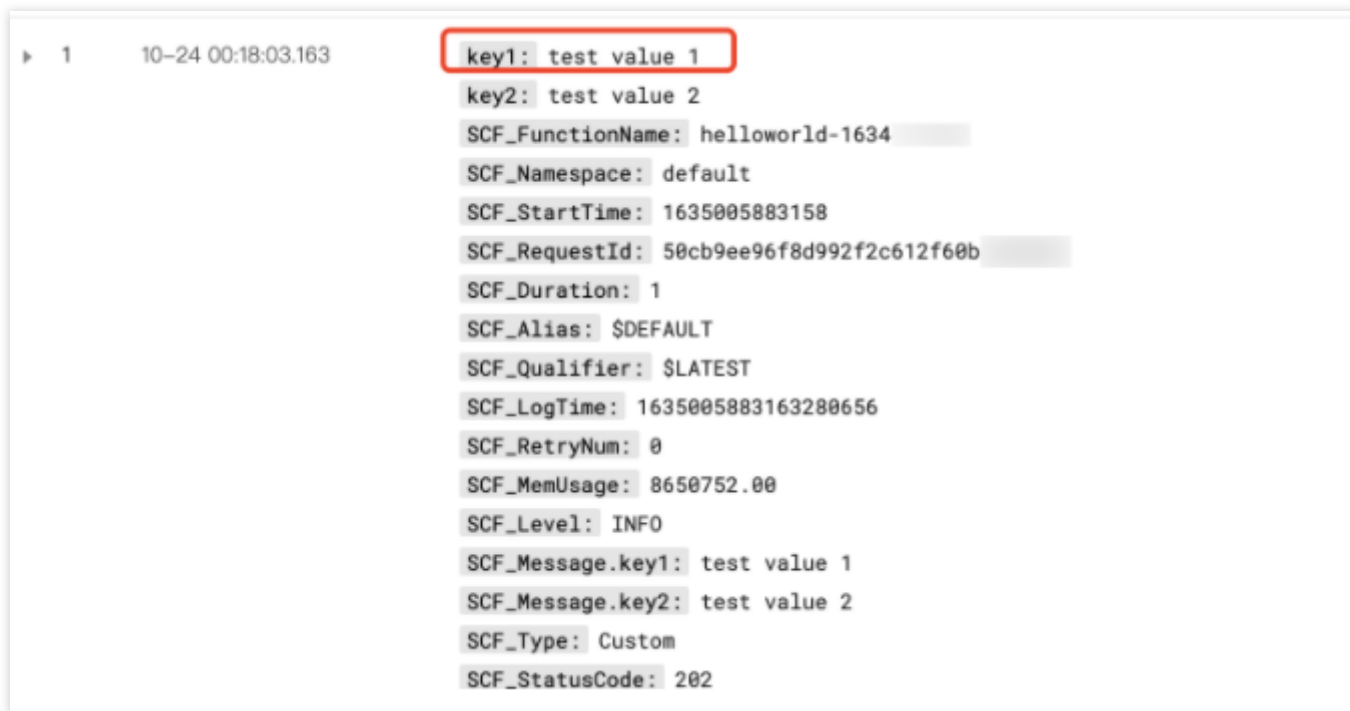 1 10-24 00:18:03.163 key1: test value 1
key2: test value 2
SCF_FunctionName: helloworld-1634
SCF_Namespace: default
SCF_StartTime: 1635005883158
SCF_RequestId: 50cb9ee96f8d992f2c612f60b
SCF_Duration: 1
SCF_Alias: $DEFAULT
SCF_Qualifier: $LATEST
SCF_LogTime: 1635005883163280656
SCF_RetryNum: 0
SCF_MemUsage: 8650752.00
SCF_Level: INFO
SCF_Message.key1: test value 1
SCF_Message.key2: test value 2
SCF_Type: Custom
SCF_StatusCode: 202